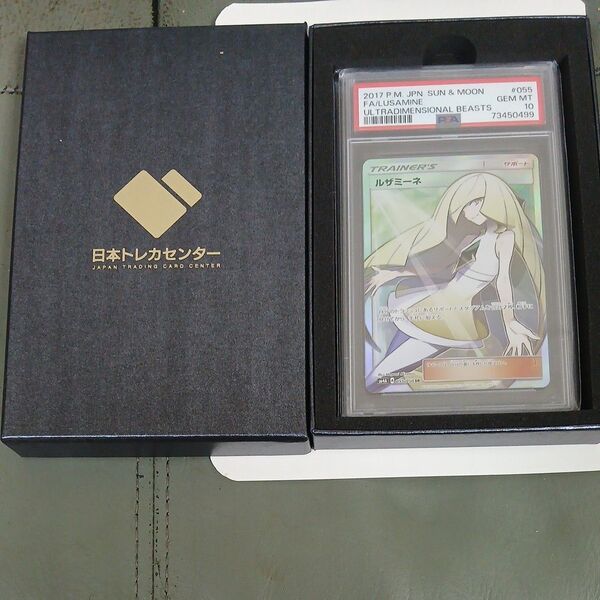 日本トレカセンター
JAPAN TRADING CARD CENTER
2017 P.M. JPN SUN & MOON #055
FA/LUSAMINE GEM MT
ULTRADIMENSIONAL BEASTS 10
73450499
PSA
TRAINER'S サポート
ルザミーネ